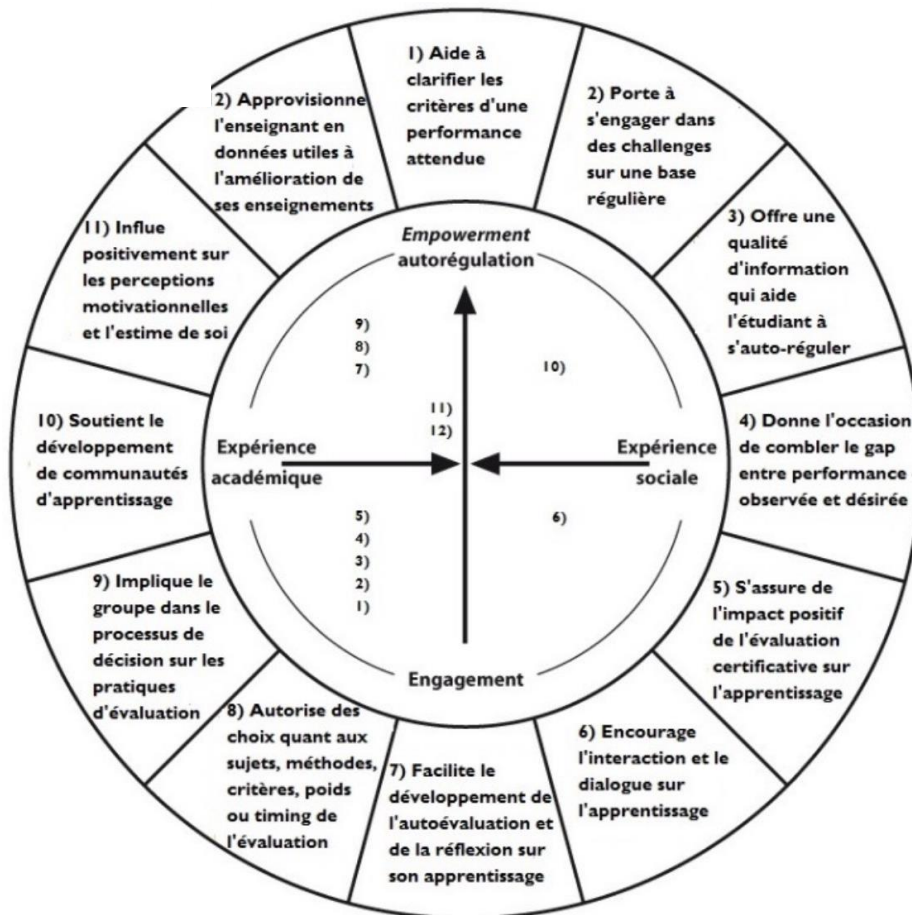 1) Aide à
clarifier les
critères d'une
performance
attendue
2) Porte à
s'engager dans
des challenges
sur une base
régulière
3) Offre une
qualité
d'information
qui aide
l'étudiant à
s'auto-réguler
4) Donne l'occasion
de combler le gap
entre performance
observée et désirée
5) S'assure de
l'impact positif
de l'évaluation
certificative sur
l'apprentissage
6) Encourage
l'interaction et le
dialogue sur
l'apprentissage
7) Facilite le
développement de
l'autoévaluation et
de la réflexion sur
son apprentissage
8) Autorise des
choix quant aux
sujets, méthodes,
critères, poids
ou timing de
l'évaluation
9) Implique le
groupe dans le
processus de
décision sur les
pratiques
d'évaluation
10) Soutient le
développement
de communautés
d'apprentissage
11) Influe
positivement sur
les perceptions
motivationnelles
et l'estime de soi
2) Approvisionne
l'enseignant en
données utiles à
l'amélioration de
ses enseignements
Empowerment
autorégulation
9)
8)
7)
10)
11)
12)
Expérience
académique
Expérience
sociale
5)
4)
3)
2)
1)
6)
Engagement